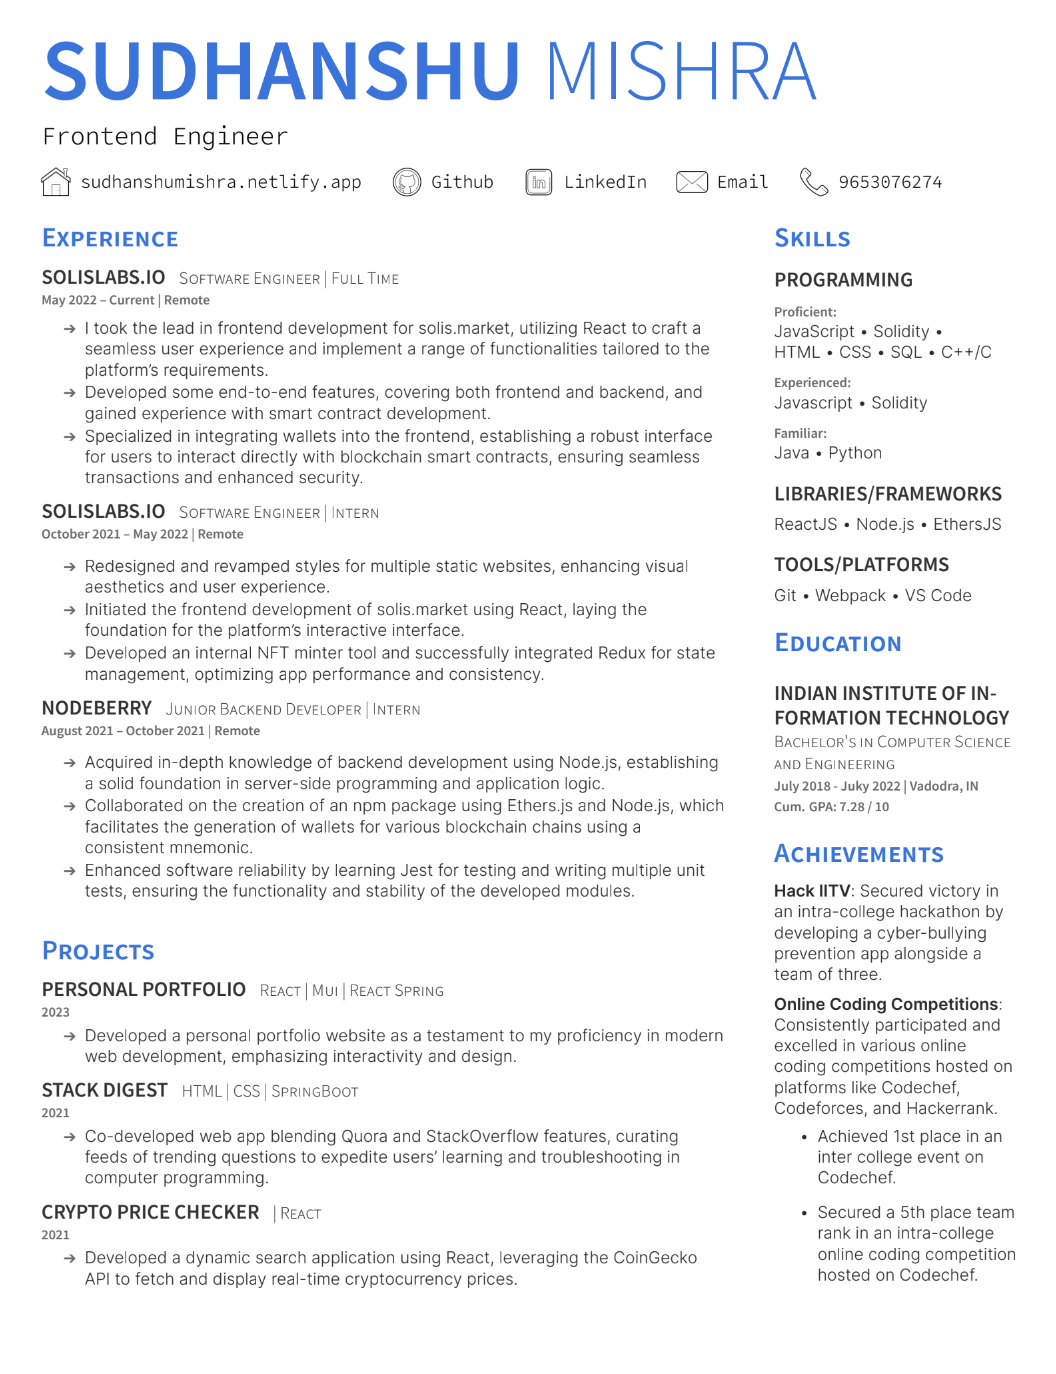 SUDHANSHU MISHRA
Frontend Engineer
sudhanshumishra.netlify.app Github LinkedIn Email 9653076274
EXPERIENCE
SOLISLABS.IO SOFTWARE ENGINEER | FULL TIME
May 2022 – Current | Remote
➔ I took the lead in frontend development for solis.market, utilizing React to craft a
seamless user experience and implement a range of functionalities tailored to the
platform’s requirements.
➔ Developed some end-to-end features, covering both frontend and backend, and
gained experience with smart contract development.
➔ Specialized in integrating wallets into the frontend, establishing a robust interface
for users to interact directly with blockchain smart contracts, ensuring seamless
transactions and enhanced security.
SOLISLABS.IO SOFTWARE ENGINEER | INTERN
October 2021 – May 2022 | Remote
➔ Redesigned and revamped styles for multiple static websites, enhancing visual
aesthetics and user experience.
➔ Initiated the frontend development of solis.market using React, laying the
foundation for the platform’s interactive interface.
➔ Developed an internal NFT minter tool and successfully integrated Redux for state
management, optimizing app performance and consistency.
NODEBERRY JUNIOR BACKEND DEVELOPER | INTERN
August 2021 – October 2021 | Remote
➔ Acquired in-depth knowledge of backend development using Node.js, establishing
a solid foundation in server-side programming and application logic.
➔ Collaborated on the creation of an npm package using Ethers.js and Node.js, which
facilitates the generation of wallets for various blockchain chains using a
consistent mnemonic.
➔ Enhanced software reliability by learning Jest for testing and writing multiple unit
tests, ensuring the functionality and stability of the developed modules.
PROJECTS
PERSONAL PORTFOLIO REACT | MUI | REACT SPRING
2023
➔ Developed a personal portfolio website as a testament to my proficiency in modern
web development, emphasizing interactivity and design.
STACK DIGEST HTML | CSS | SPRINGBOOT
2021
➔ Co-developed web app blending Quora and StackOverflow features, curating
feeds of trending questions to expedite users’ learning and troubleshooting in
computer programming.
CRYPTO PRICE CHECKER | REACT
2021
➔ Developed a dynamic search application using React, leveraging the CoinGecko
API to fetch and display real-time cryptocurrency prices.
SKILLS
PROGRAMMING
Proficient:
JavaScript • Solidity •
HTML • CSS • SQL • C++/C
Experienced:
Javascript • Solidity
Familiar:
Java • Python
LIBRARIES/FRAMEWORKS
ReactJS • Node.js • EthersJS
TOOLS/PLATFORMS
Git • Webpack • VS Code
EDUCATION
INDIAN INSTITUTE OF IN-
FORMATION TECHNOLOGY
BACHELOR'S IN COMPUTER SCIENCE
AND ENGINEERING
July 2018 - Juky 2022 | Vadodra, IN
Cum. GPA: 7.28 / 10
ACHIEVEMENTS
Hack IITV: Secured victory in
an intra-college hackathon by
developing a cyber-bullying
prevention app alongside a
team of three.
Online Coding Competitions:
Consistently participated and
excelled in various online
coding competitions hosted on
platforms like Codechef,
Codeforces, and Hackerrank.
• Achieved 1st place in an
inter college event on
Codechef.
• Secured a 5th place team
rank in an intra-college
online coding competition
hosted on Codechef.